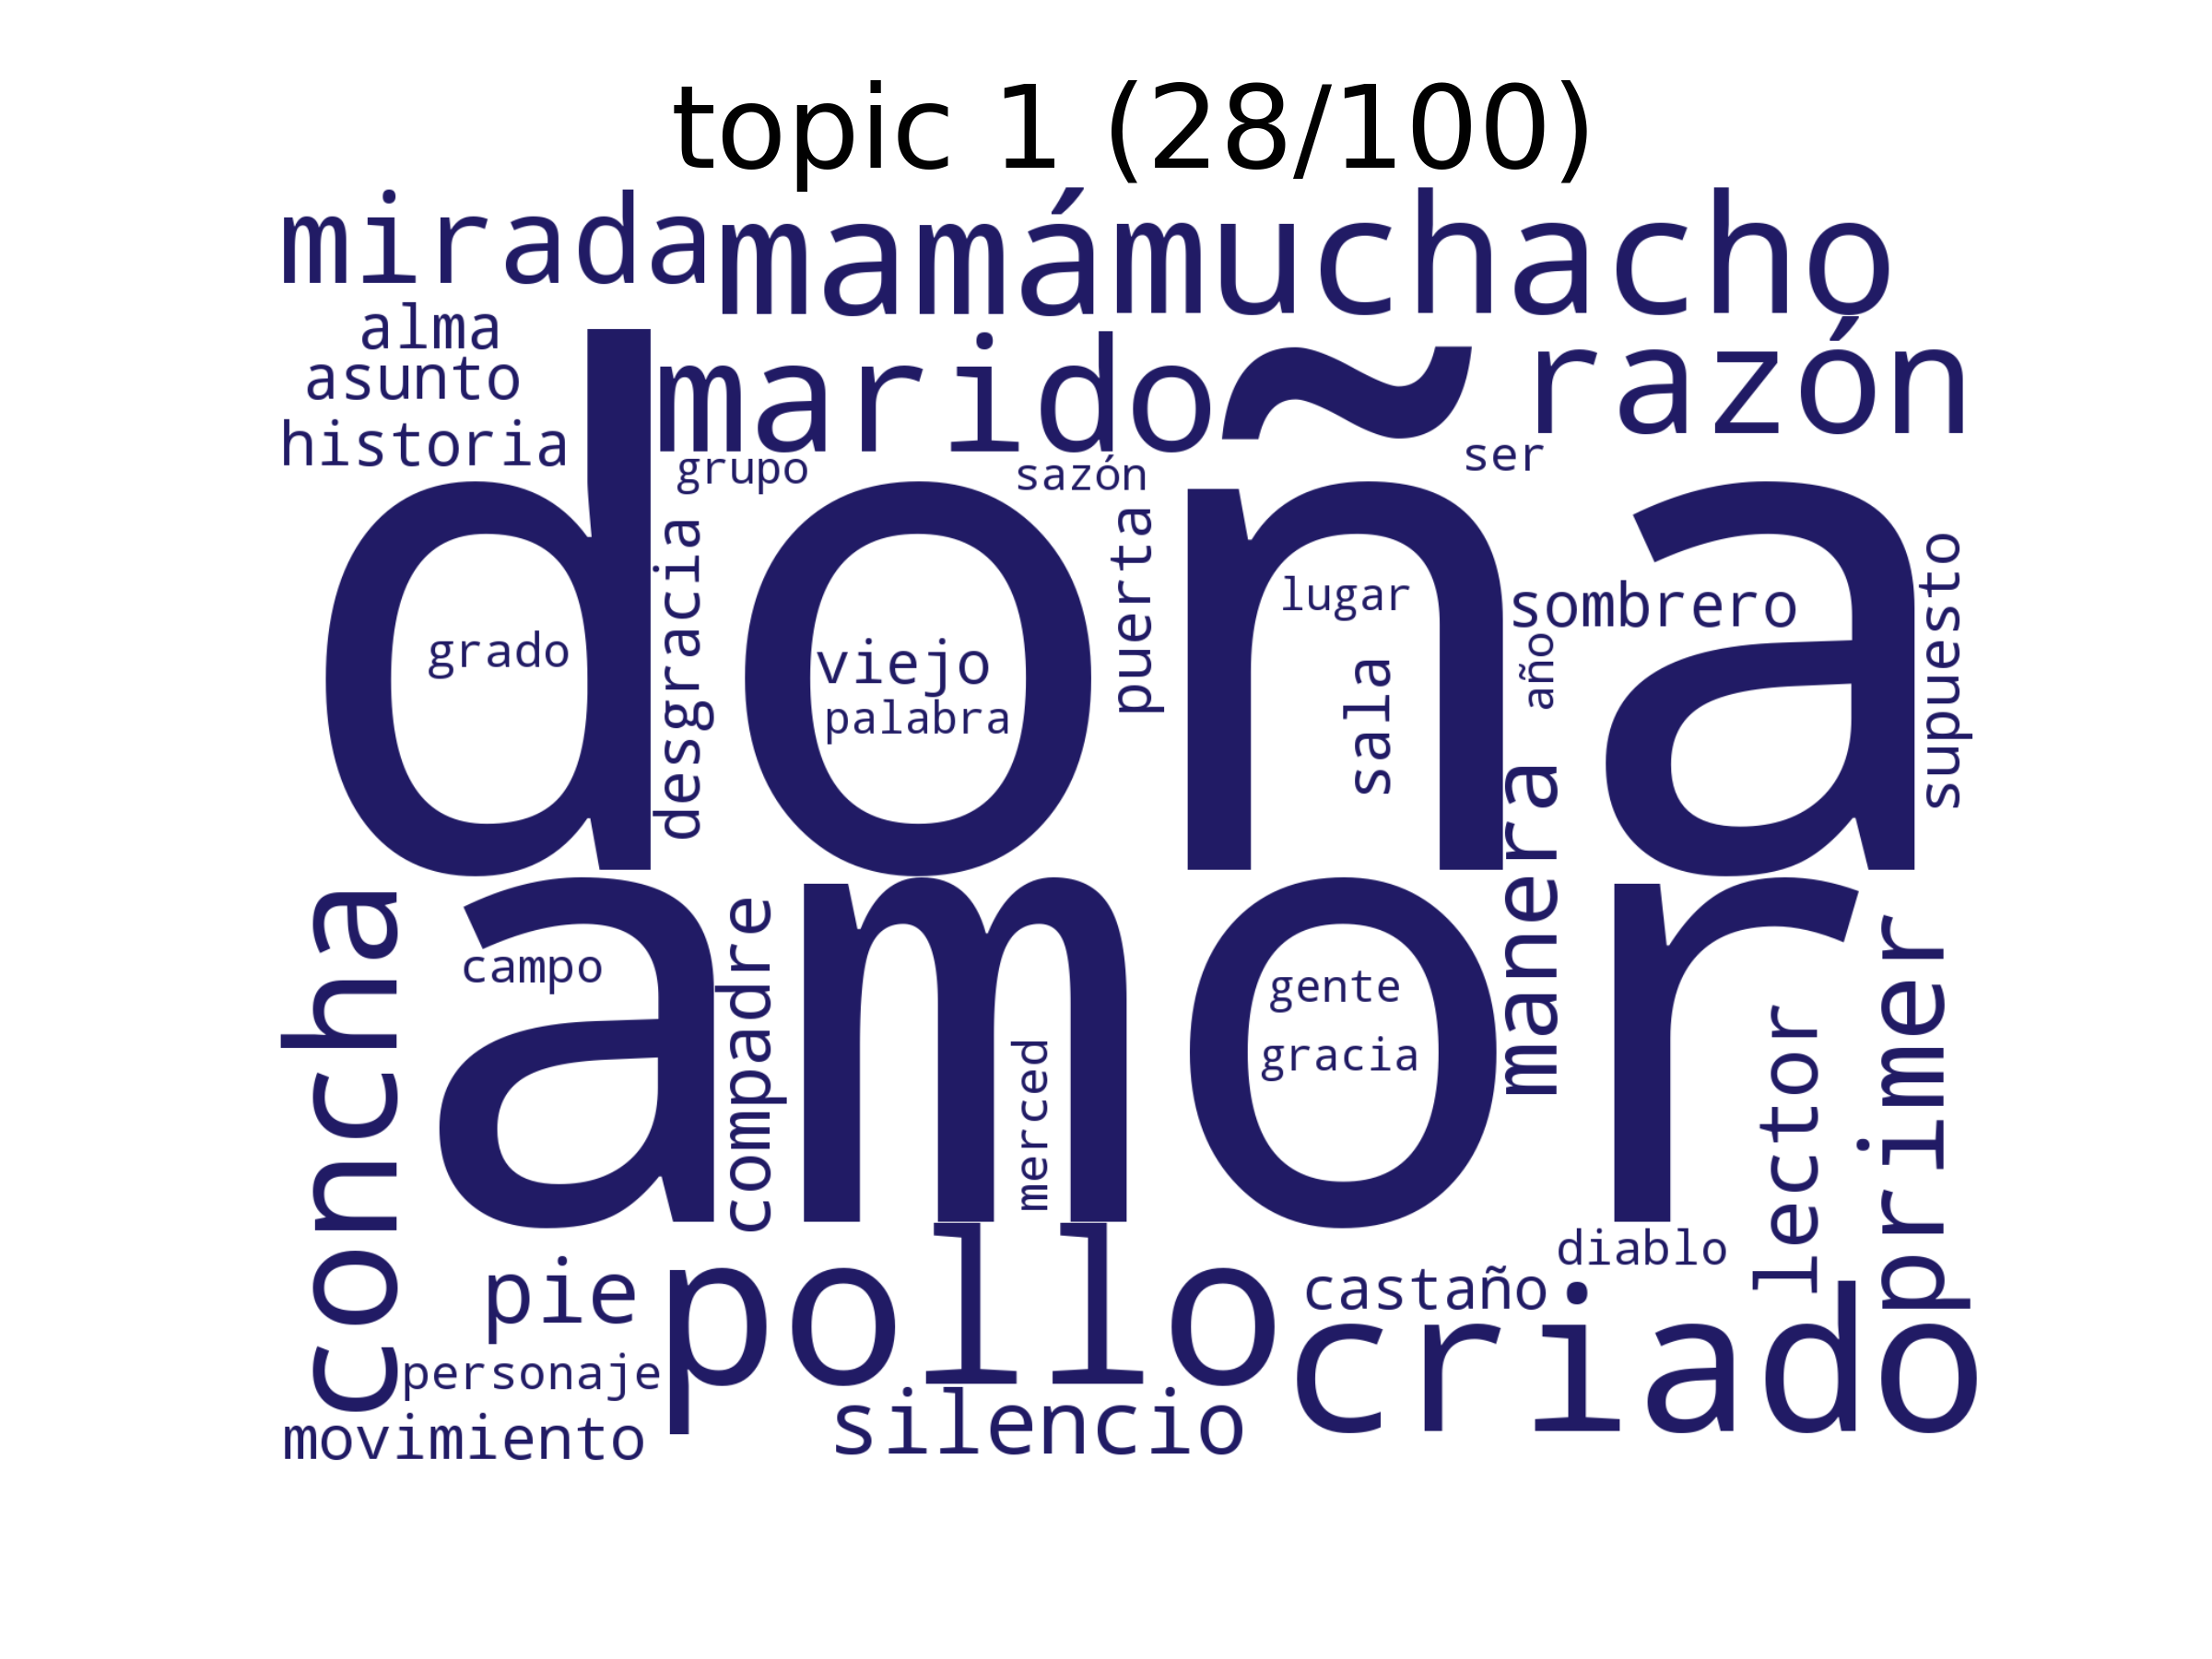 topic 1 (28/100)
mirada
mamá
muchacho
alma
asunto
historia
marido
razón
grupo
sazón
ser
doña
desgracia
puerta
lugar
sombrero
supuesto
grado
viejo
palabra
sala
año
manera
amor
concha
campo
compadre
merced
gente
gracia
lector
primer
pie
pollo
castaño
diablo
criado
personaje
movimiento
silencio